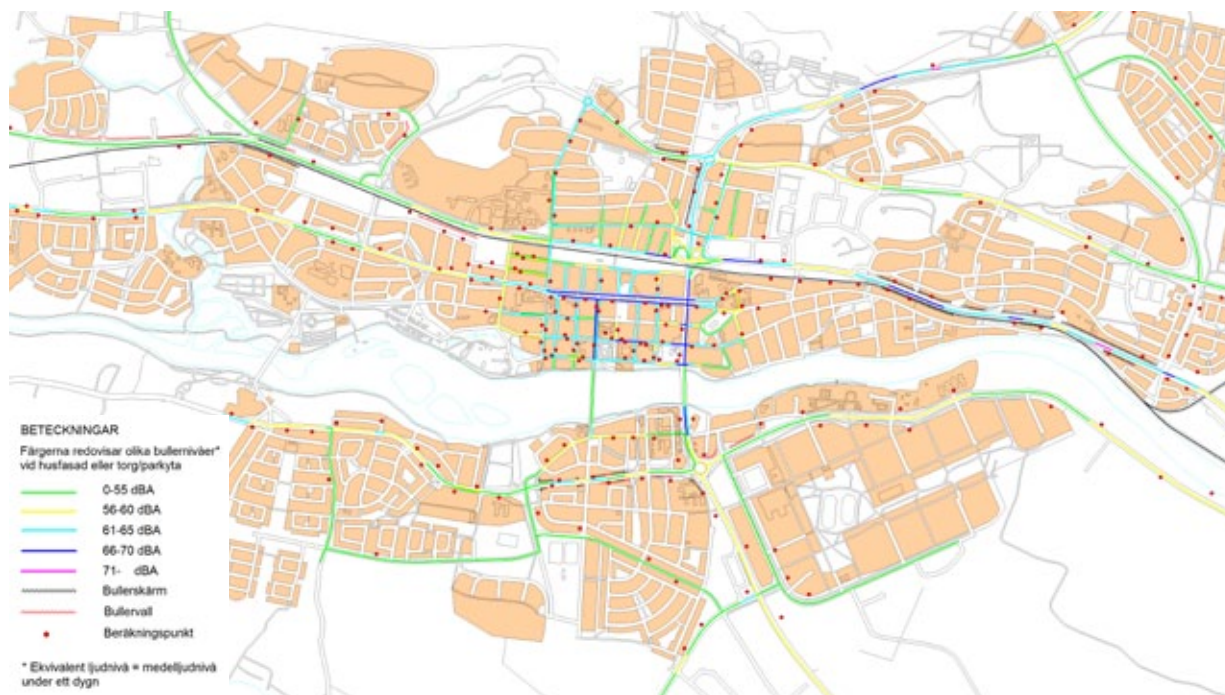 BETECKNINGAR
Färgerna redovisar olika bullernivåer*
vid husfasad eller torg/parkyta
0-55 dBA
56-60 dBA
61-65 dBA
66-70 dBA
71- dBA
Bullerskärm
Bullervall
Beräkningspunkt
* Ekvivalent ljudnivå = medelljudnivå
under ett dygn